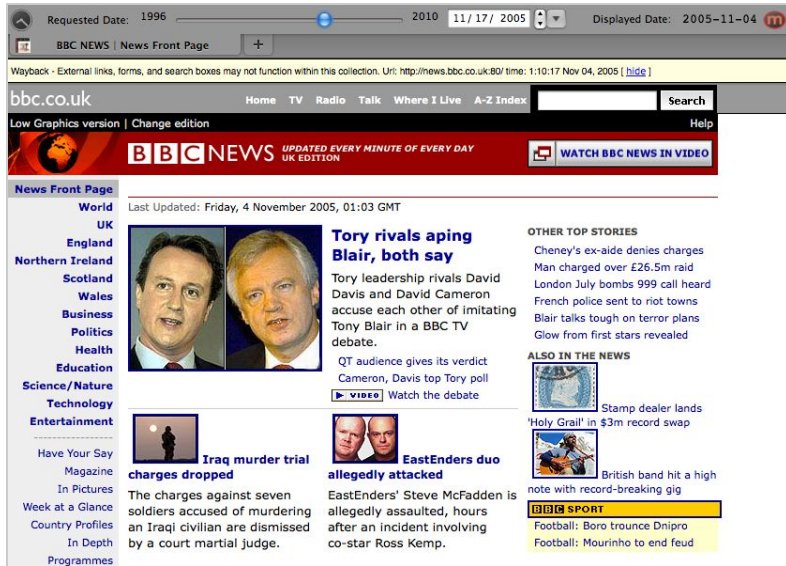 Requested Date: 1996 2010 11/17/2005 Displayed Date: 2005-11-04 m
BBC NEWS | News Front Page +
Wayback - External links, forms, and search boxes may not function within this collection. Url: http://news.bbc.co.uk:80/ time: 1:10:17 Nov 04, 2005 [ hide ]
bbc.co.uk Home TV Radio Talk Where I Live A-Z Index Search
Low Graphics version | Change edition Help
BBC NEWS UPDATED EVERY MINUTE OF EVERY DAY
UK EDITION
WATCH BBC NEWS IN VIDEO
News Front Page
World
UK
England
Northern Ireland
Scotland
Wales
Business
Politics
Health
Education
Science/Nature
Technology
Entertainment
Have Your Say
Magazine
In Pictures
Week at a Glance
Country Profiles
In Depth
Programmes
Last Updated: Friday, 4 November 2005, 01:03 GMT
Tory rivals aping
Blair, both say
Tory leadership rivals David
Davis and David Cameron
accuse each other of imitating
Tony Blair in a BBC TV
debate.
QT audience gives its verdict
Cameron, Davis top Tory poll
VIDEO Watch the debate
Iraq murder trial
charges dropped
The charges against seven
soldiers accused of murdering
an Iraqi civilian are dismissed
by a court martial judge.
EastEnders duo
allegedly attacked
EastEnders' Steve McFadden is
allegedly assaulted, hours
after an incident involving
co-star Ross Kemp.
OTHER TOP STORIES
Cheney's ex-aide denies charges
Man charged over £26.5m raid
London July bombs 999 call heard
French police sent to riot towns
Blair talks tough on terror plans
Glow from first stars revealed
ALSO IN THE NEWS
Stamp dealer lands
'Holy Grail' in $3m record swap
British band hit a high
note with record-breaking gig
BBC SPORT
Football: Boro trounce Dnipro
Football: Mourinho to end feud